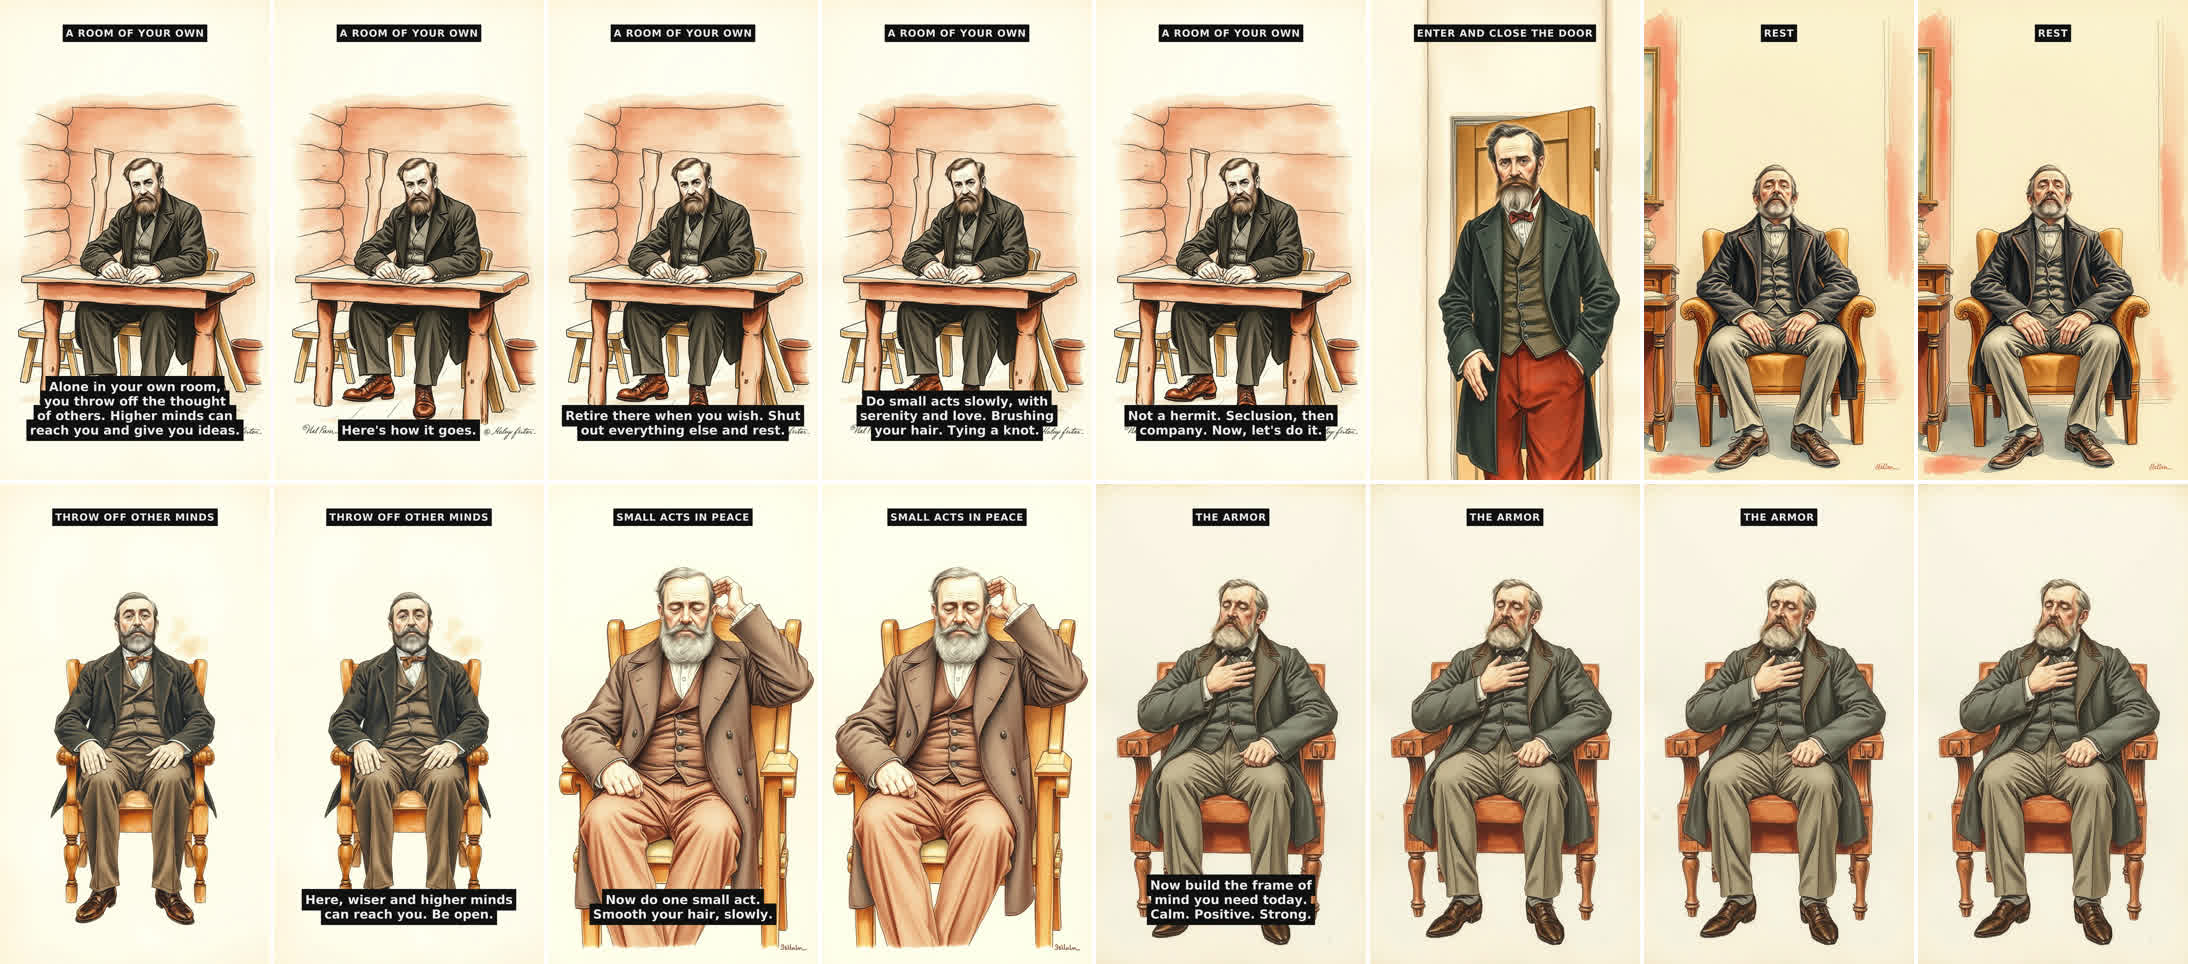 A ROOM OF YOUR OWN
Alone in your own room,
you throw off the thought
of others. Higher minds can
reach you and give you ideas.
A ROOM OF YOUR OWN
Here's how it goes.
A ROOM OF YOUR OWN
Retire there when you wish. Shut
out everything else and rest.
A ROOM OF YOUR OWN
Do small acts slowly, with
serenity and love. Brushing
your hair. Tying a knot.
A ROOM OF YOUR OWN
Not a hermit. Seclusion, then
company. Now, let's do it.
ENTER AND CLOSE THE DOOR
REST
REST
THROW OFF OTHER MINDS
THROW OFF OTHER MINDS
Here, wiser and higher minds
can reach you. Be open.
SMALL ACTS IN PEACE
Now do one small act.
Smooth your hair, slowly.
SMALL ACTS IN PEACE
THE ARMOR
Now build the frame of
mind you need today.
Calm. Positive. Strong.
THE ARMOR
THE ARMOR